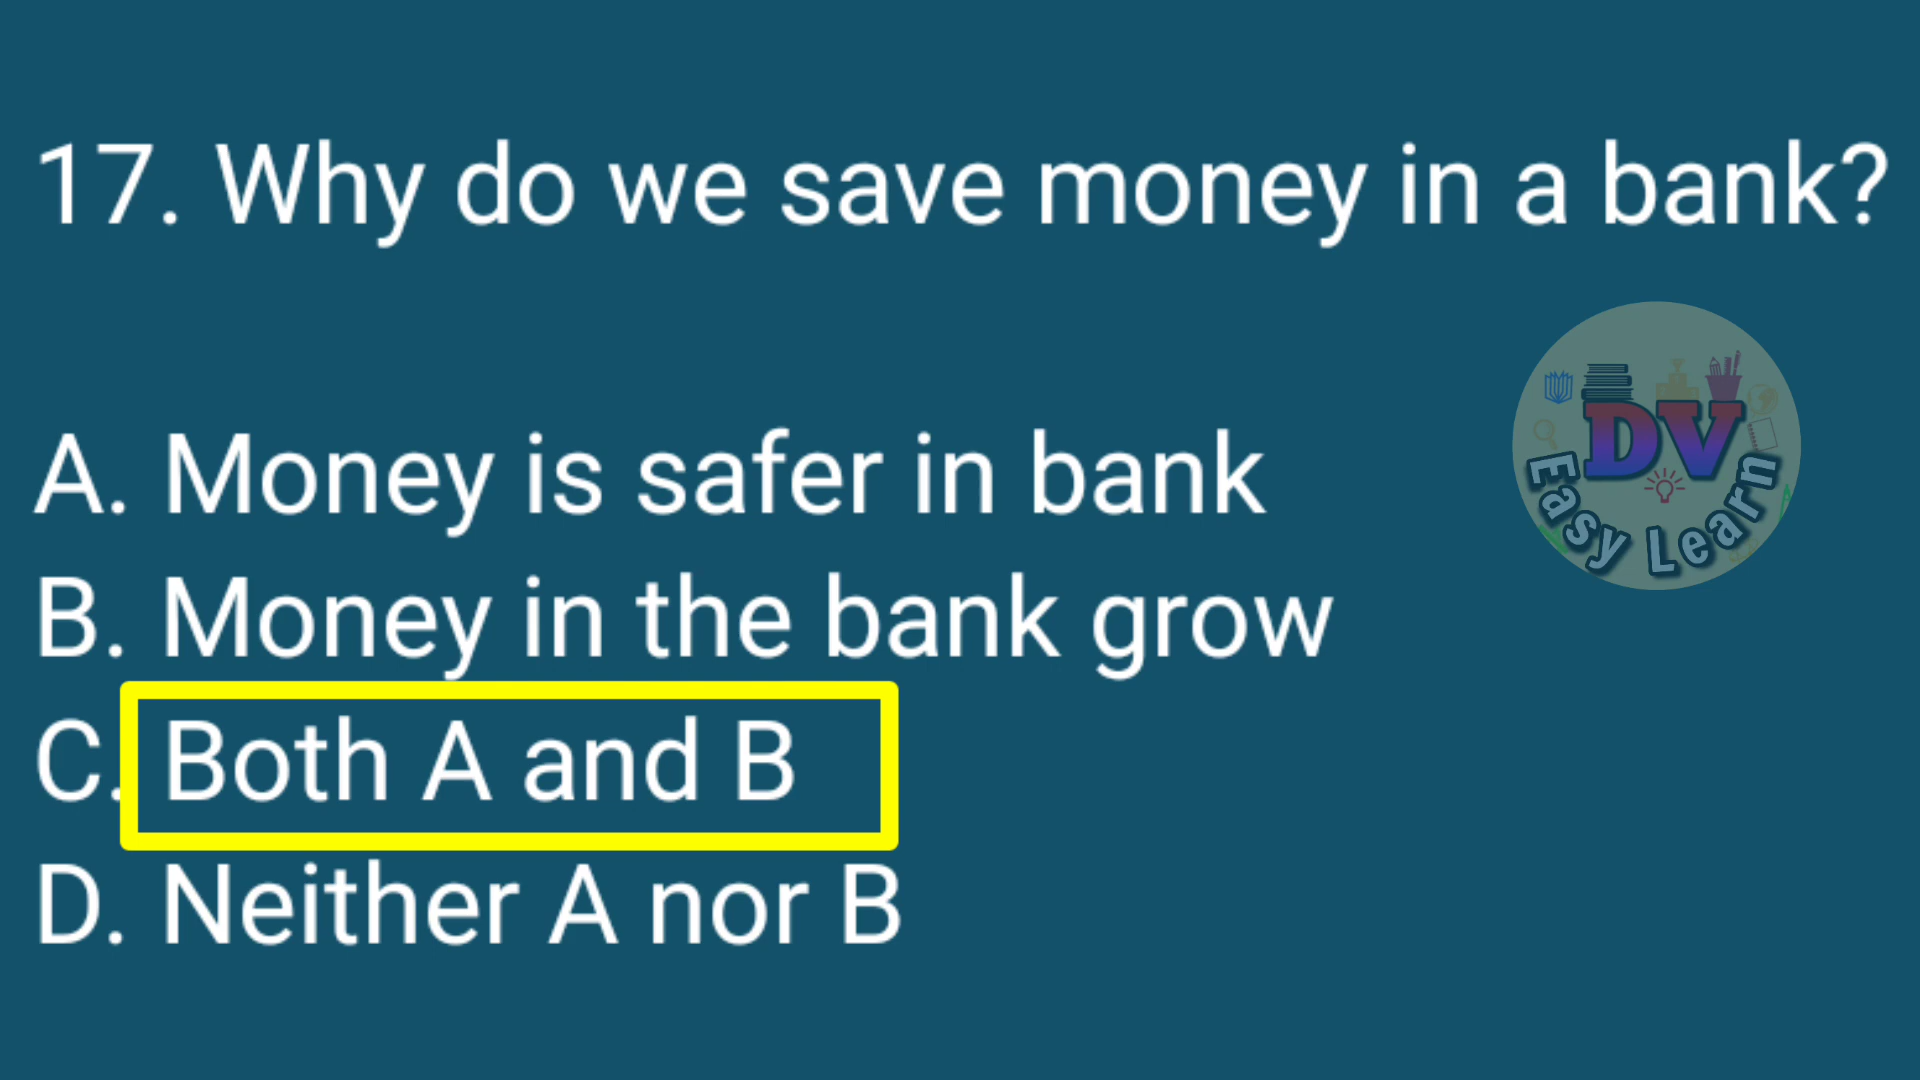 17. Why do we save money in a bank?
DV
Easy Learn
A. Money is safer in bank
B. Money in the bank grow
C. Both A and B
D. Neither A nor B